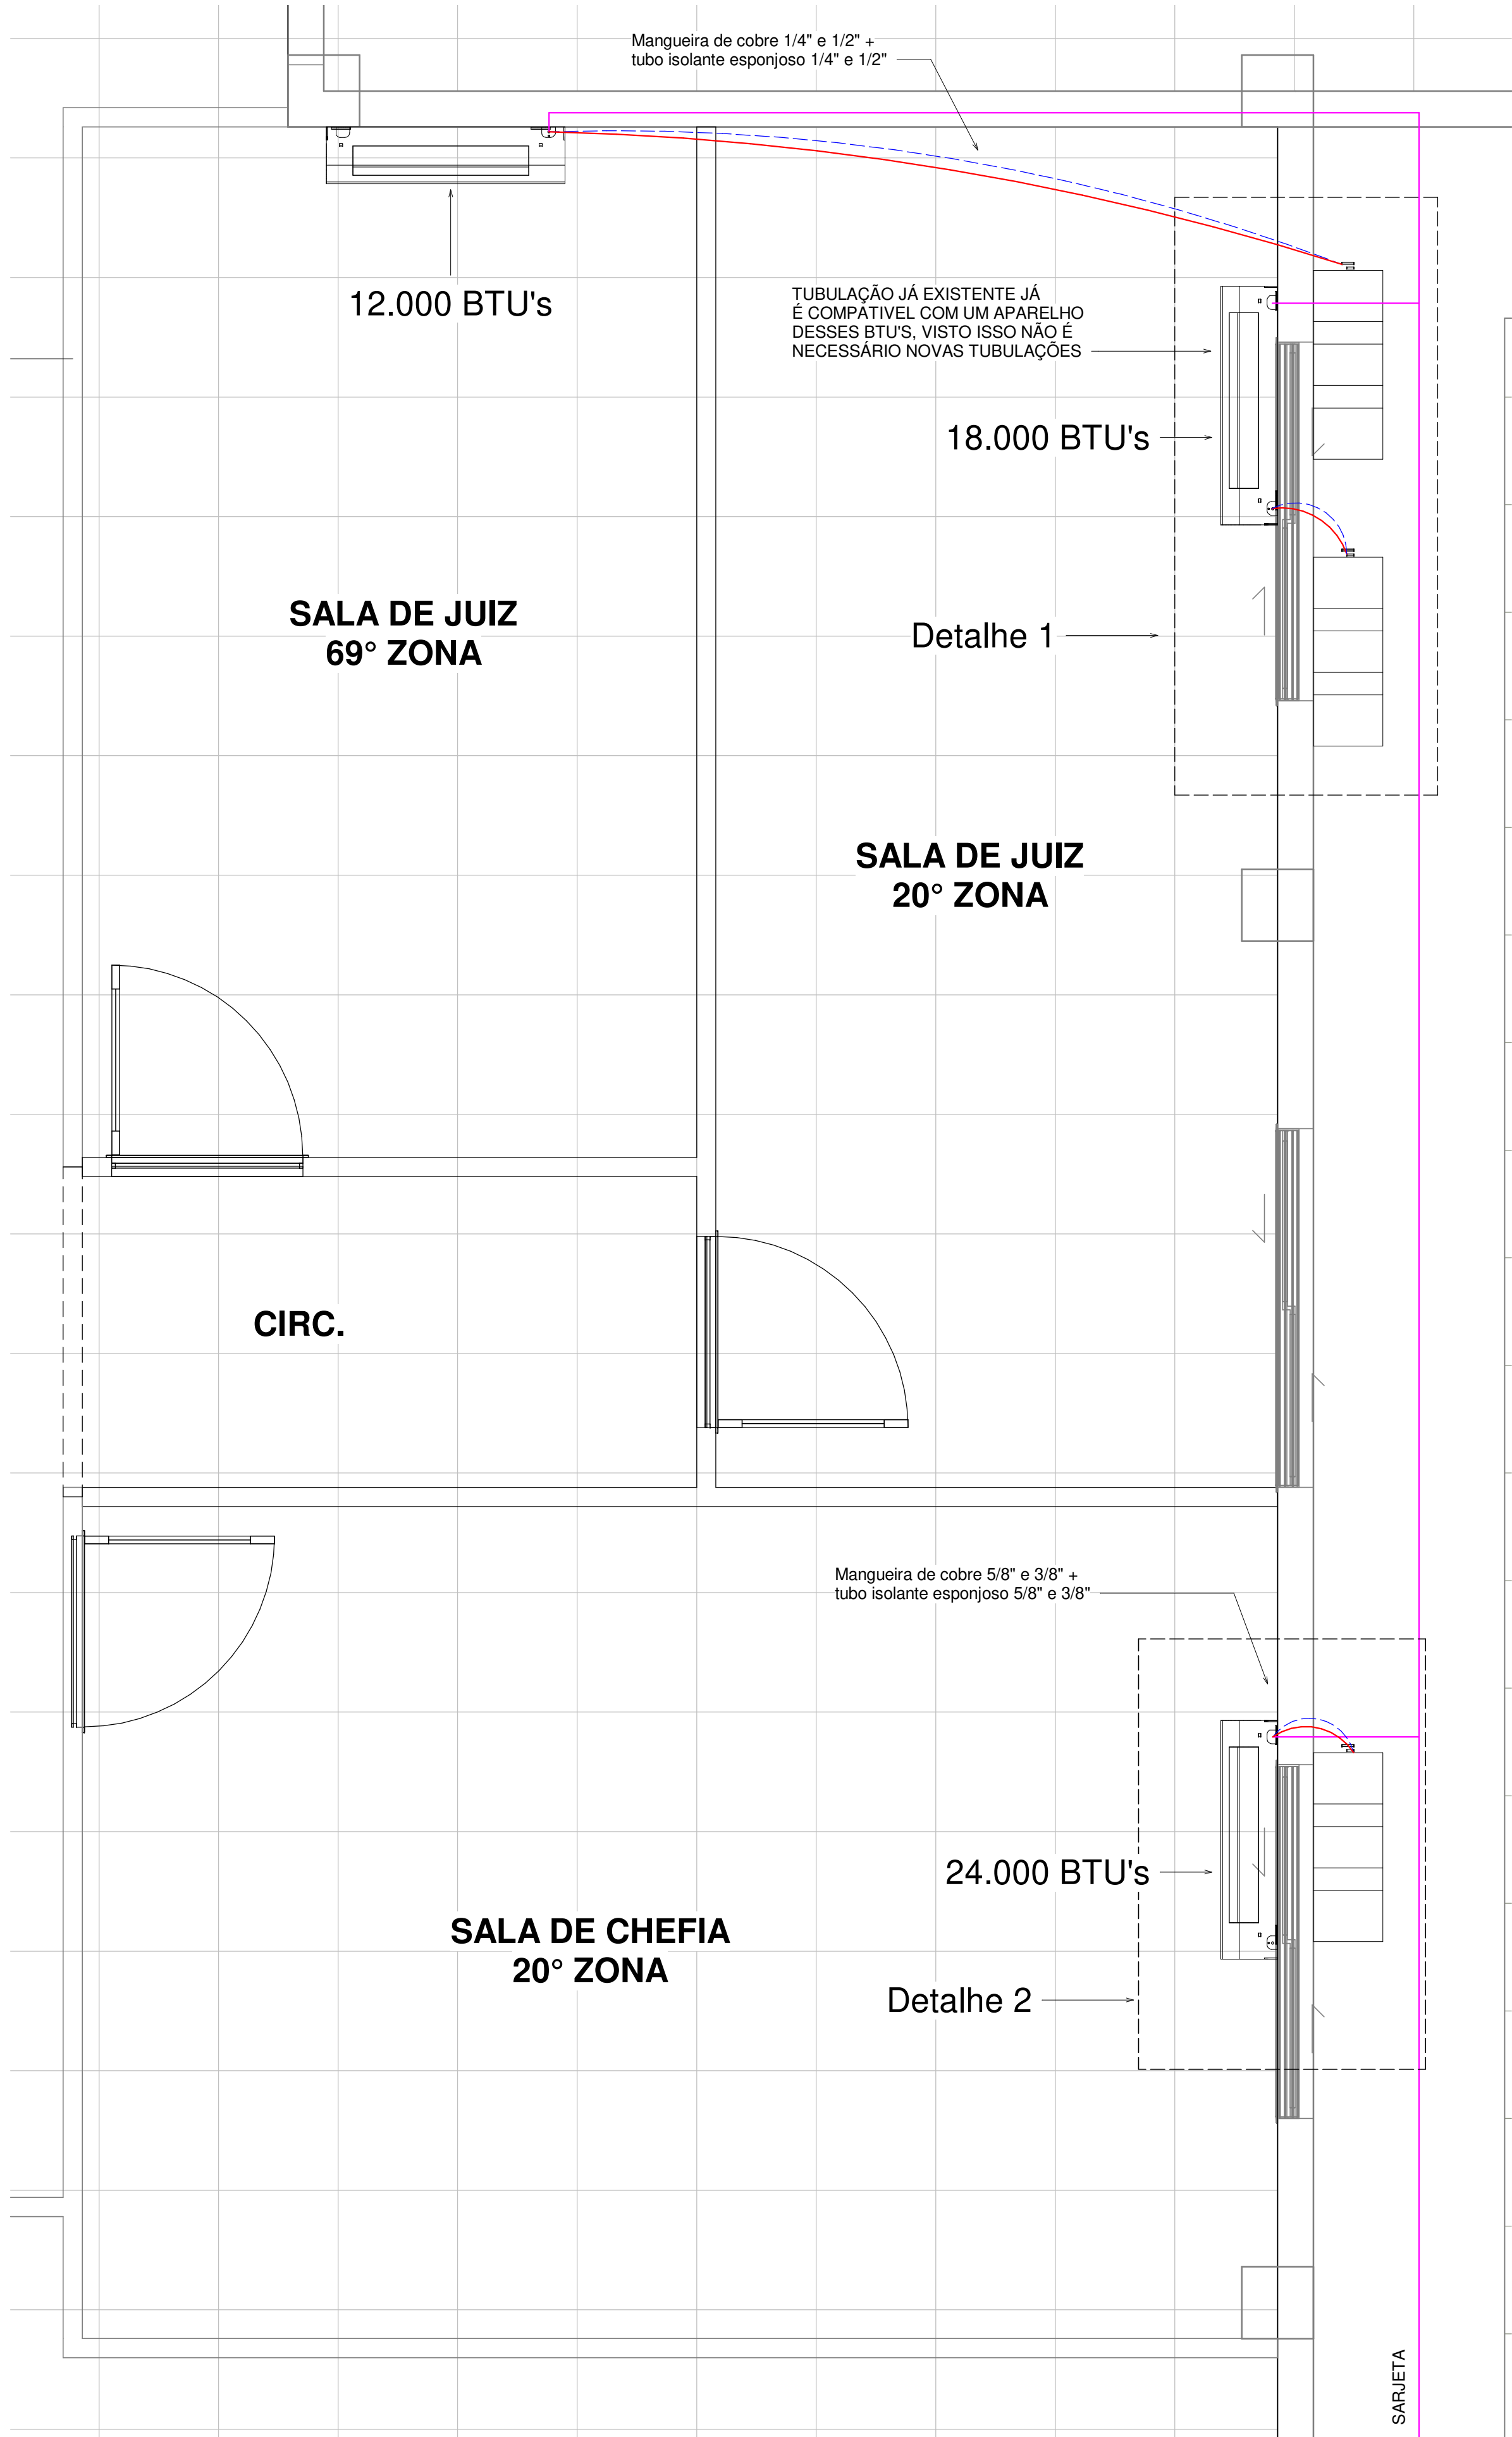 Mangueira de cobre 1/4" e 1/2" +
tubo isolante esponjoso 1/4" e 1/2"
12.000 BTU's
TUBULAÇÃO JÁ EXISTENTE JÁ
É COMPATIVEL COM UM APARELHO
DESSES BTU'S, VISTO ISSO NÃO É
NECESSÁRIO NOVAS TUBULAÇÕES
18.000 BTU's
SALA DE JUIZ
69° ZONA
Detalhe 1
SALA DE JUIZ
20° ZONA
CIRC.
Mangueira de cobre 5/8" e 3/8" +
tubo isolante esponjoso 5/8" e 3/8"
24.000 BTU's
SALA DE CHEFIA
20° ZONA
Detalhe 2
SARJETA